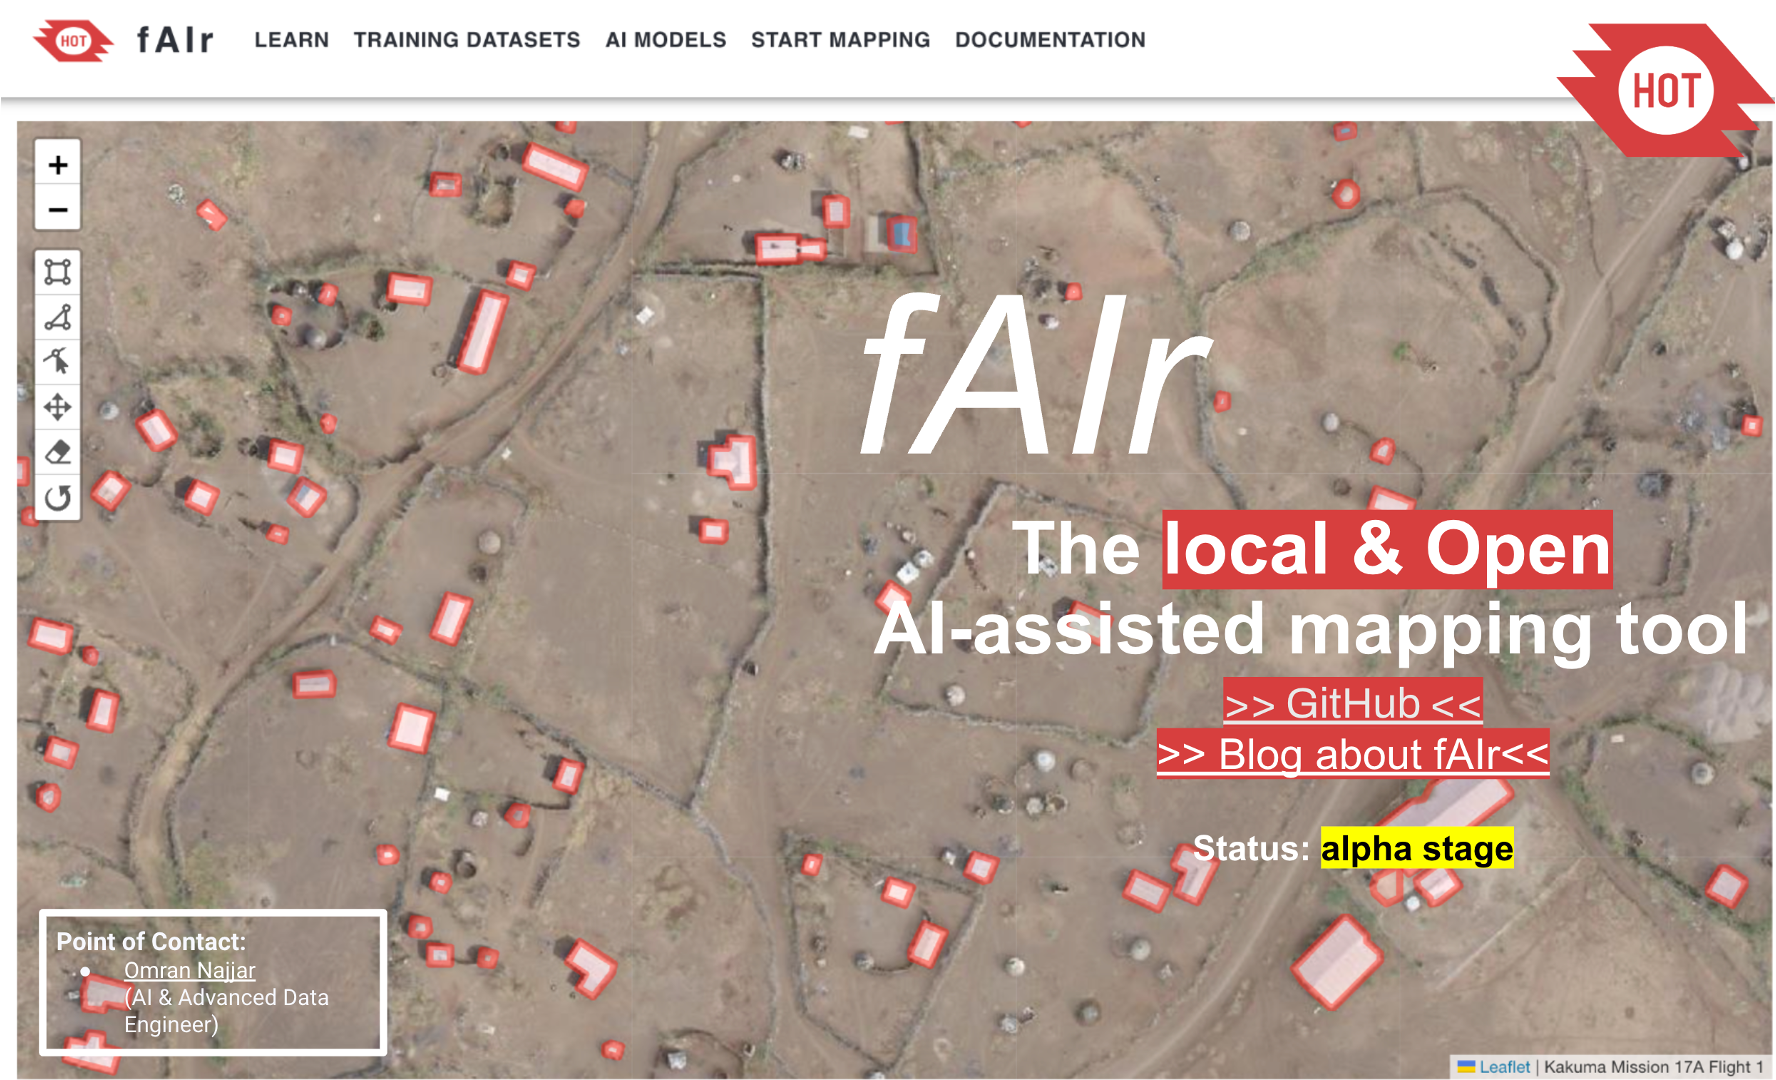 HOT fAIr LEARN TRAINING DATASETS AI MODELS START MAPPING DOCUMENTATION
HOT
+
−
fAIr
The local & Open
AI-assisted mapping tool
>> GitHub <<
>> Blog about fAIr<<
Status: alpha stage
Point of Contact:
● Omran Najjar
(AI & Advanced Data
Engineer)
Leaflet | Kakuma Mission 17A Flight 1